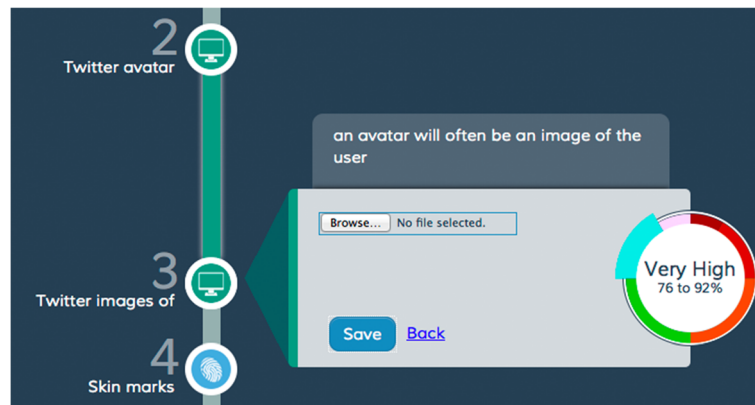 2
Twitter avatar
an avatar will often be an image of the
user
Browse... No file selected.
Very High
76 to 92%
3
Twitter images of
Save Back
4
Skin marks